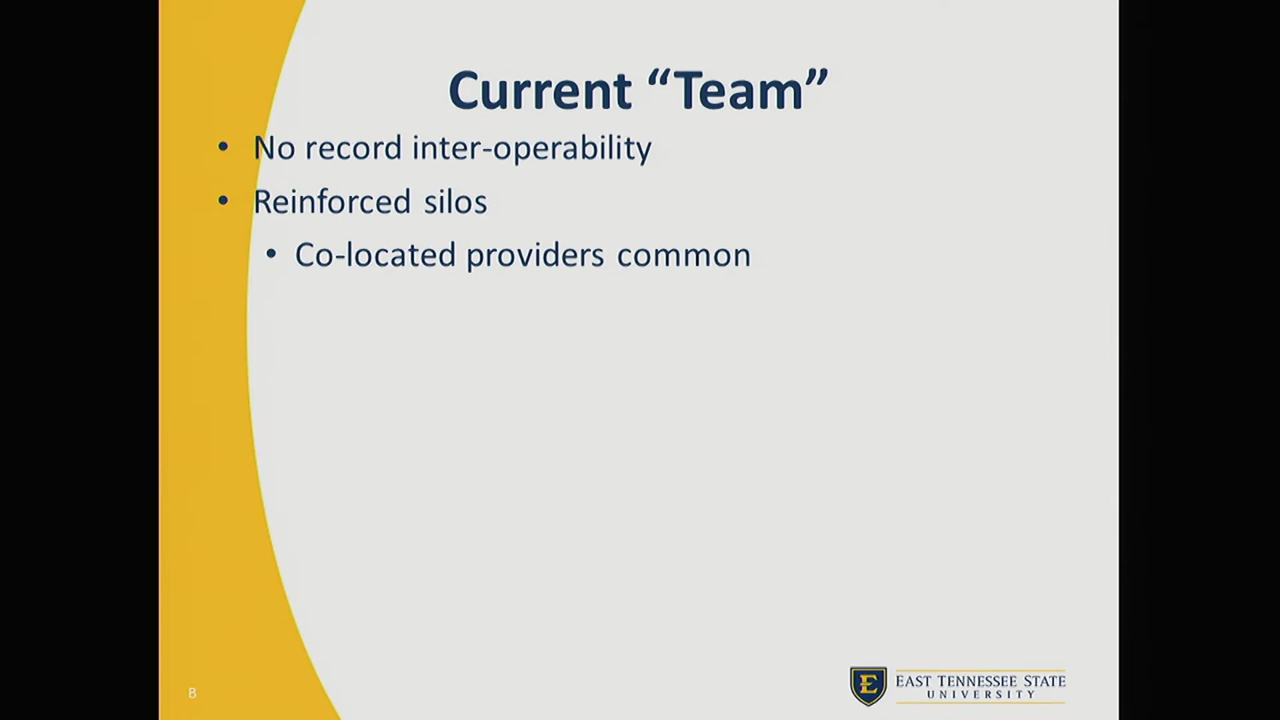 Current “Team”
• No record inter-operability
• Reinforced silos
• Co-located providers common
8
E EAST TENNESSEE STATE
UNIVERSITY